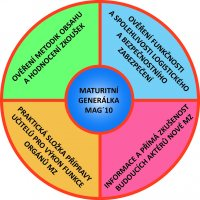 OVĚŘENÍ METODIK OBSAHU
A HODNOCENÍ ZKOUŠEK
OVĚŘENÍ FUNKČNOSTI
A SPOLEHLIVOSTI LOGISTICKÉHO
A BEZPEČNOSTNÍHO
ZABEZPEČENÍ
MATURITNÍ
GENERÁLKA
MAG´10
PRAKTICKÁ SLOŽKA PŘÍPRAVY
UČITELŮ PRO VÝKON FUNKCE
ORGÁNŮ MZ
INFORMACE A PŘÍMÁ ZKUŠENOST
BUDOUCÍCH AKTÉRŮ NOVÉ MZ